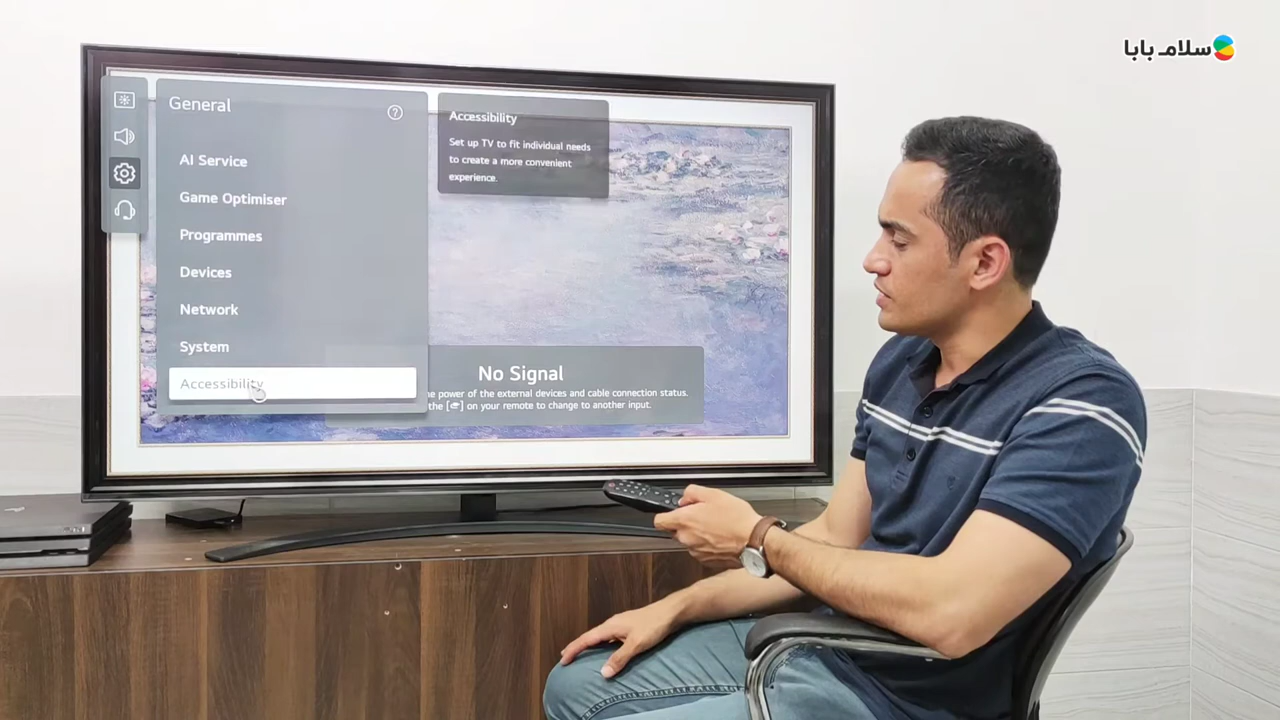 سلام بابا
General
AI Service
Game Optimiser
Programmes
Devices
Network
System
Accessibility
Accessibility
Set up TV to fit individual needs
to create a more convenient
experience.
No Signal
e power of the external devices and cable connection status.
the [ ] on your remote to change to another input.